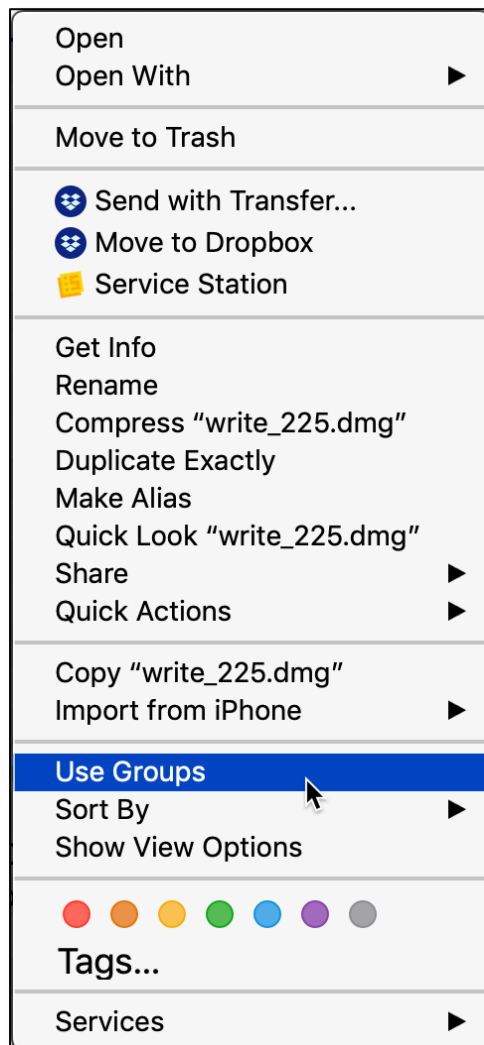 Open
Open With
Move to Trash
Send with Transfer...
Move to Dropbox
Service Station
Get Info
Rename
Compress “write_225.dmg”
Duplicate Exactly
Make Alias
Quick Look “write_225.dmg”
Share
Quick Actions
Copy “write_225.dmg”
Import from iPhone
Use Groups
Sort By
Show View Options
Tags...
Services